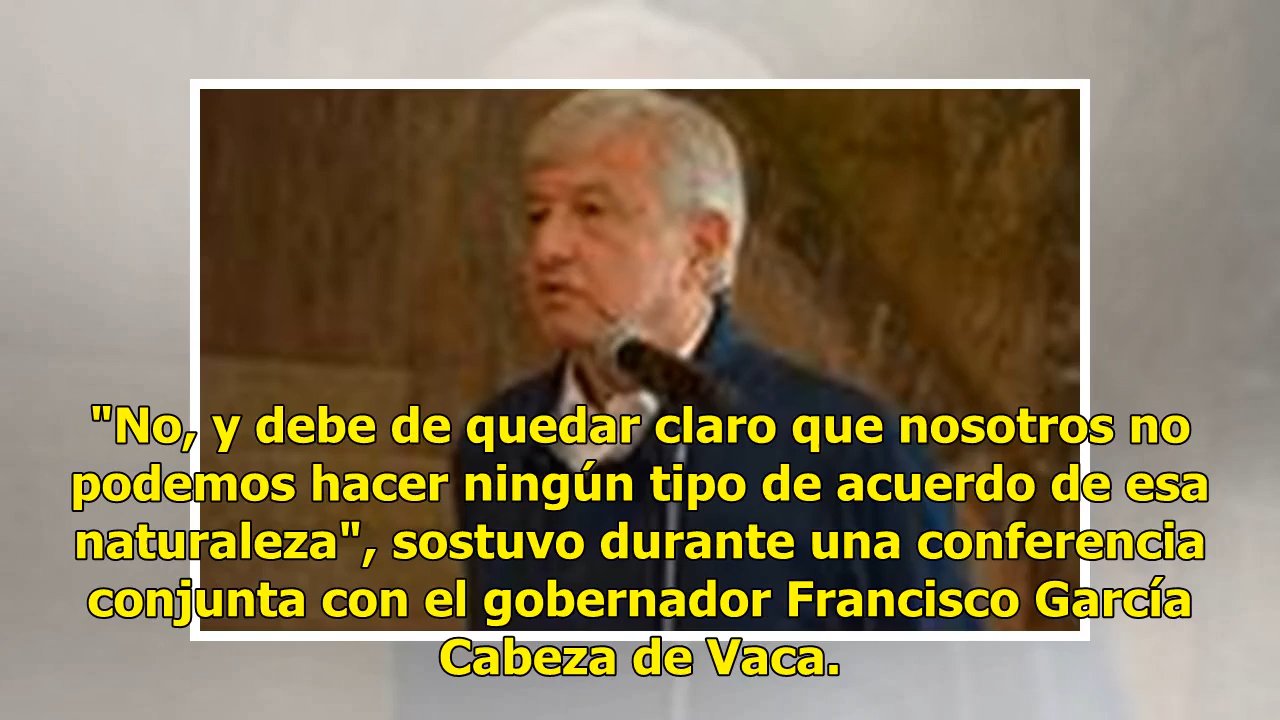 "No, y debe de quedar claro que nosotros no
podemos hacer ningún tipo de acuerdo de esa
naturaleza", sostuvo durante una conferencia
conjunta con el gobernador Francisco García
Cabeza de Vaca.